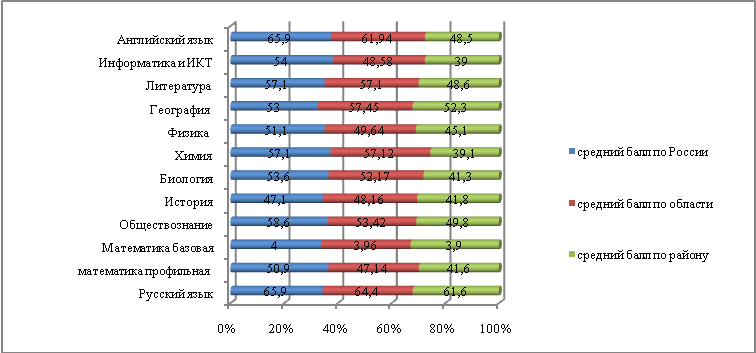 Английский язык 65,9 61,94 48,5
Информатика и ИКТ 54 48,58 39
Литература 57,1 57,1 48,6
География 53 57,45 52,3
Физика 51,1 49,64 45,1
Химия 57,1 57,12 39,1
Биология 53,6 52,17 41,3
История 47,1 48,16 41,8
Обществознание 58,6 53,42 49,8
Математика базовая 4 3,96 3,9
математика профильная 50,9 47,14 41,6
Русский язык 65,9 64,4 61,6
0% 20% 40% 60% 80% 100%
средний балл по России
средний балл по области
средний балл по району